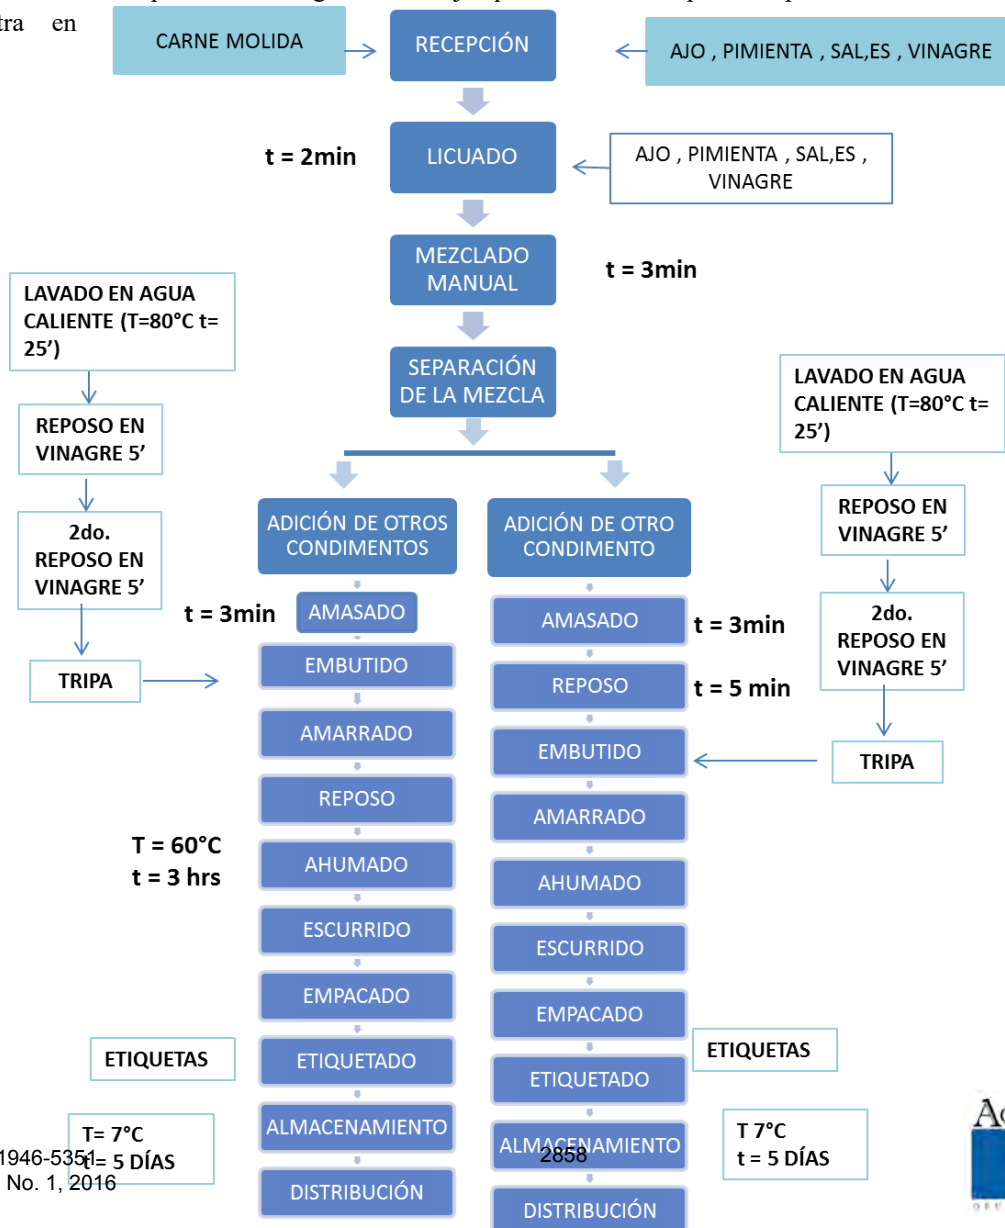 tra en
CARNE MOLIDA
RECEPCIÓN
AJO , PIMIENTA , SAL,ES , VINAGRE
t = 2min
LICUADO
AJO , PIMIENTA , SAL,ES ,
VINAGRE
MEZCLADO
MANUAL
t = 3min
SEPARACIÓN
DE LA MEZCLA
LAVADO EN AGUA
CALIENTE (T=80°C t=
25’)
REPOSO EN
VINAGRE 5’
2do.
REPOSO EN
VINAGRE 5’
TRIPA
LAVADO EN AGUA
CALIENTE (T=80°C t=
25’)
REPOSO EN
VINAGRE 5’
2do.
REPOSO EN
VINAGRE 5’
TRIPA
ADICIÓN DE OTROS
CONDIMENTOS
t = 3min
AMASADO
EMBUTIDO
AMARRADO
REPOSO
T = 60°C
t = 3 hrs
AHUMADO
ESCURRIDO
EMPACADO
ETIQUETAS
ETIQUETADO
ALMACENAMIENTO
T= 7°C
t = 5 DÍAS
DISTRIBUCIÓN
ADICIÓN DE OTRO
CONDIMENTO
AMASADO
t = 3min
REPOSO
t = 5 min
EMBUTIDO
AMARRADO
AHUMADO
ESCURRIDO
EMPACADO
ETIQUETAS
ETIQUETADO
ALMACENAMIENTO
T 7°C
t = 5 DÍAS
DISTRIBUCIÓN
1946-5351
No. 1, 2016
2858